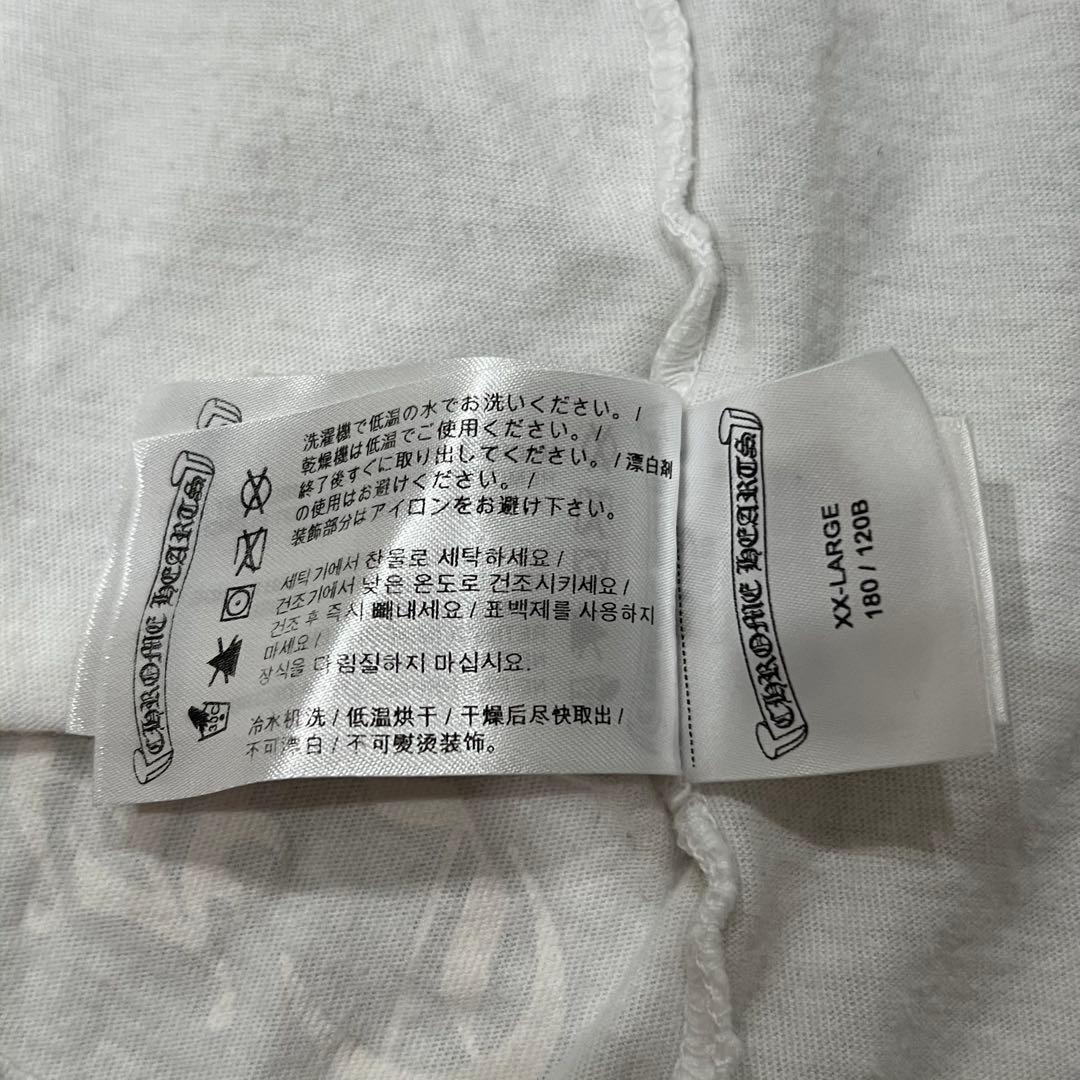 洗濯機で低温の水でお洗いください。/
乾燥機は低温でご使用ください。/
終了後すぐに取り出してください。/漂白剤
の使用はお避けください。/
装飾部分はアイロンをお避け下さい。
세탁기에서 찬물로 세탁하세요/
건조기에서 낮은 온도로 건조시키세요/
건조 후 즉시 빼내세요/표백제를 사용하지
마세요/
장식을 다림질하지 마십시오.
冷水机洗/低温烘干/干燥后尽快取出/
不可漂白/不可熨烫装饰。
30C
CHROME HEARTS
CHROME HEARTS
XX-LARGE
180 / 120B